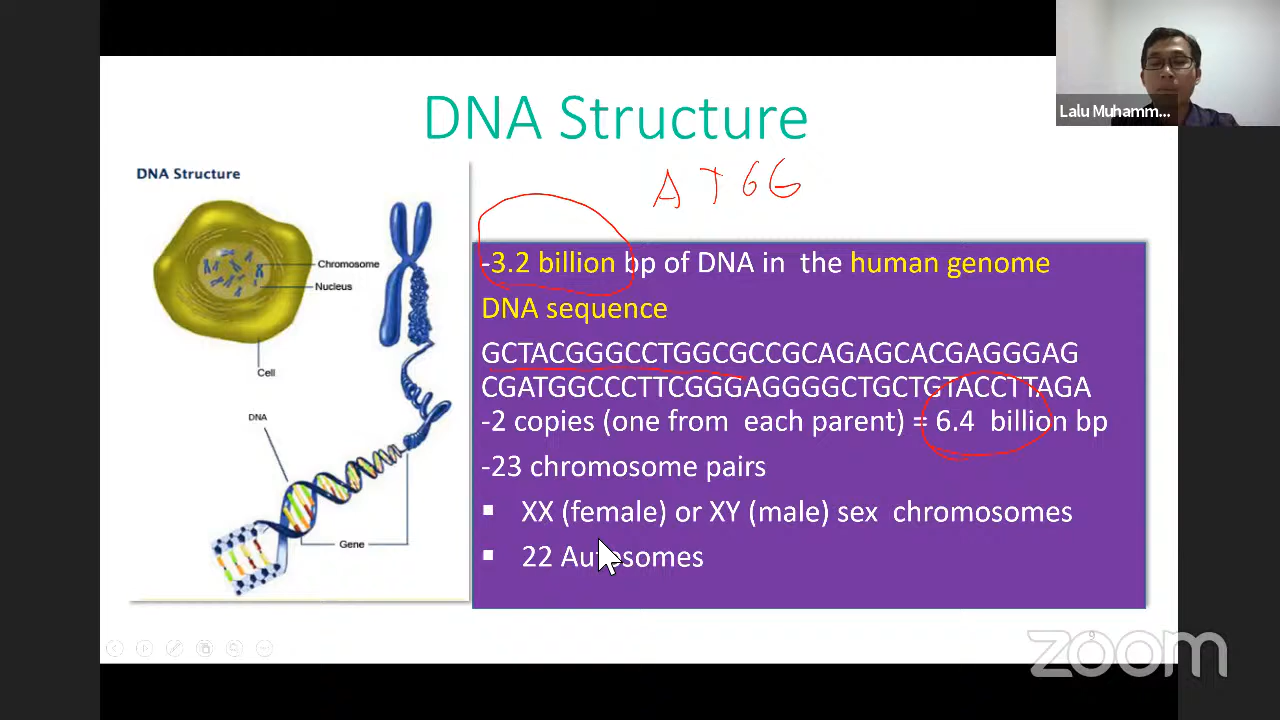 DNA Structure
Lalu Muhamm...
DNA Structure
Chromosome
Nucleus
Cell
DNA
Gene
A T G G
-3.2 billion bp of DNA in the human genome
DNA sequence
GCTACGGGCCTGGCGCCGCAGAGCACGAGGGAG
CGATGGCCCTTCGGGAGGGGCTGCTGTACCTTAGA
-2 copies (one from each parent) = 6.4 billion bp
-23 chromosome pairs
▪ XX (female) or XY (male) sex chromosomes
▪ 22 Autosomes
9
zoom